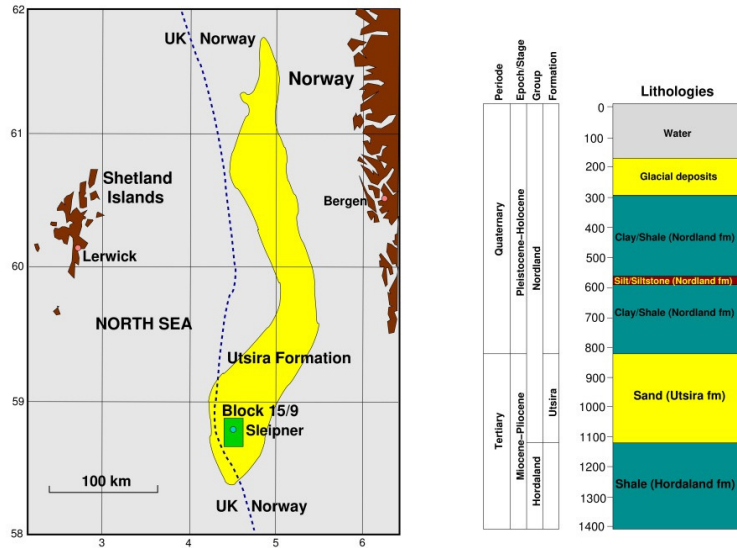 62
61
60
59
58
3
4
5
6
UK Norway
Norway
Shetland
Islands
Bergen
Lerwick
NORTH SEA
Utsira Formation
Block 15/9
Sleipner
100 km
UK Norway
Periode
Epoch/Stage
Group
Formation
Quaternary
Pleistocene-Holocene
Nordland
Tertiary
Miocene-Pliocene
Utsira
Hordaland
Lithologies
0
100
200
300
400
500
600
700
800
900
1000
1100
1200
1300
1400
Water
Glacial deposits
Clay/Shale (Nordland fm)
Silt/Siltstone (Nordland fm)
Clay/Shale (Nordland fm)
Sand (Utsira fm)
Shale (Hordaland fm)